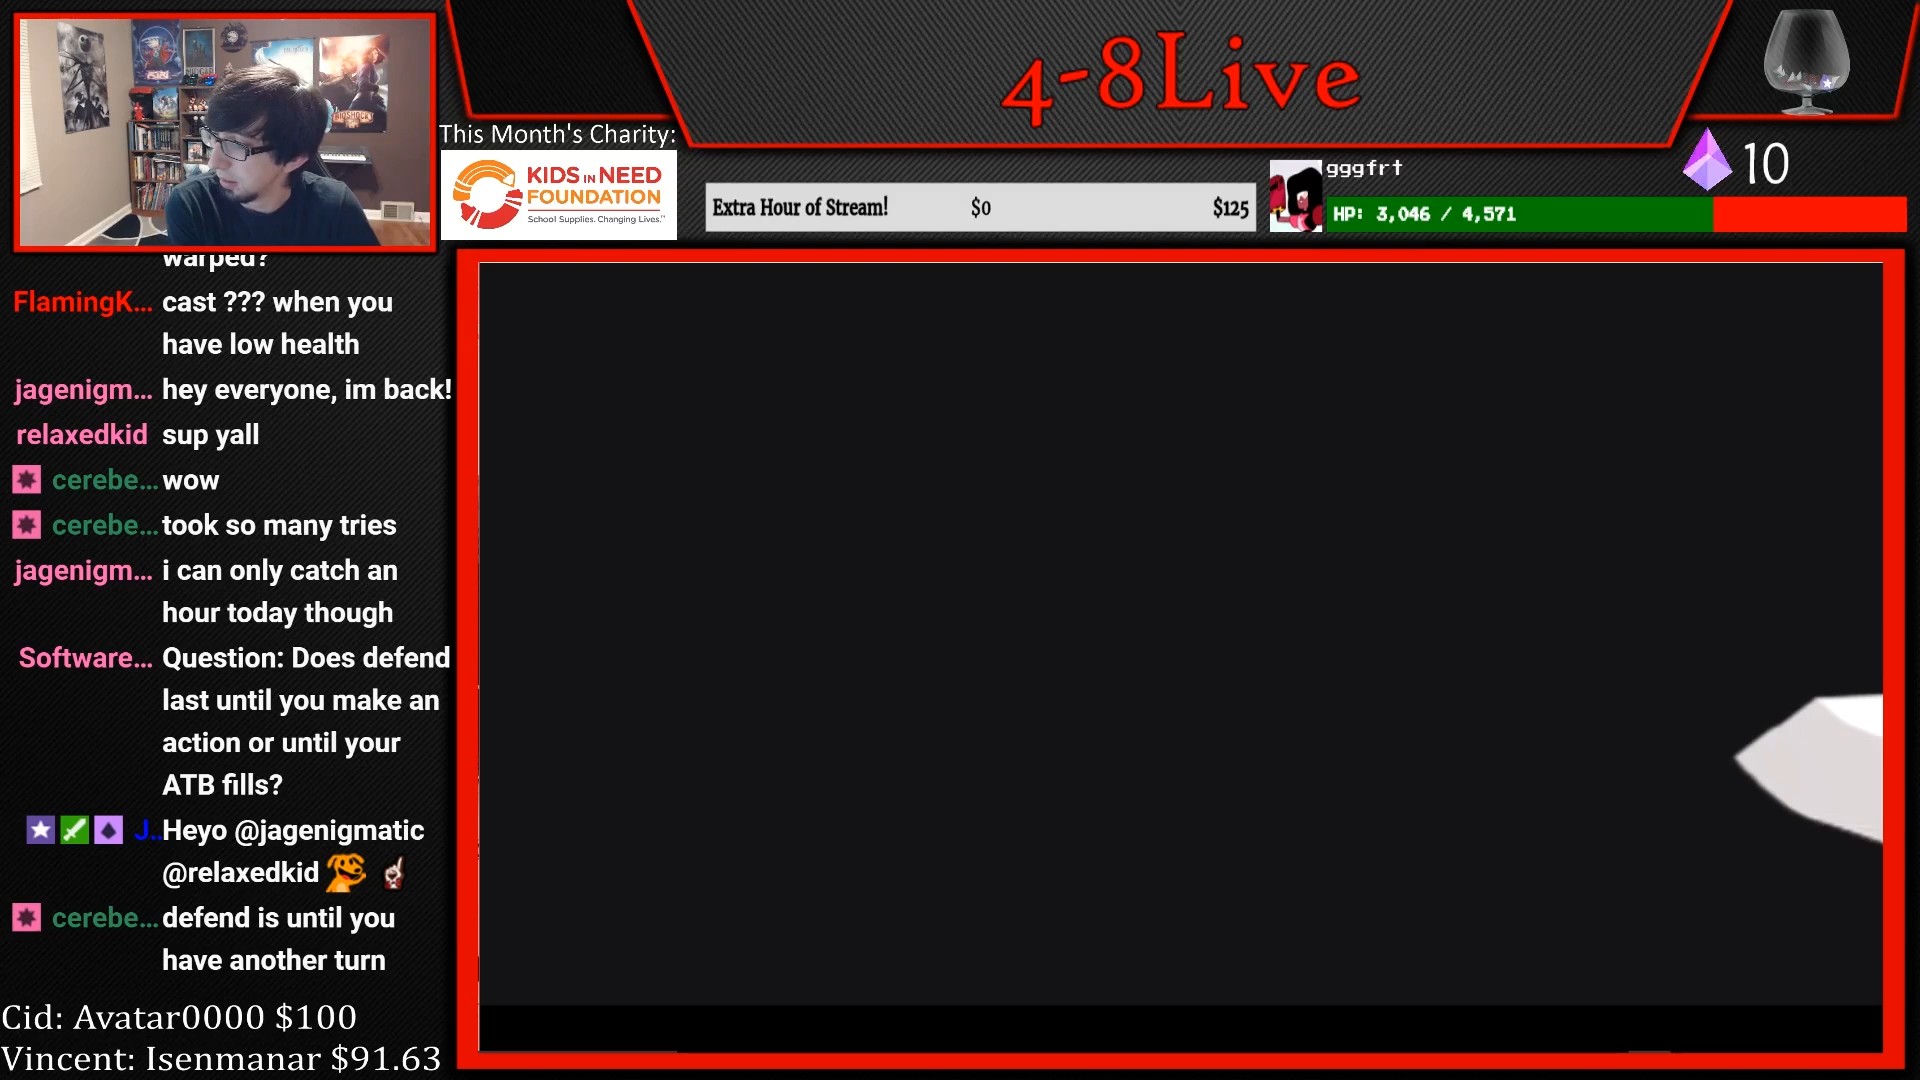 4-8Live
This Month's Charity:
KIDS IN NEED
FOUNDATION
School Supplies. Changing Lives.™
Extra Hour of Stream! $0 $125
gggfrt
HP: 3,046 / 4,571
10
BIOSHOCK
warped?
FlamingK... cast ??? when you
have low health
jagenigm... hey everyone, im back!
relaxedkid sup yall
cerebe... wow
cerebe... took so many tries
jagenigm... i can only catch an
hour today though
Software... Question: Does defend
last until you make an
action or until your
ATB fills?
J.. Heyo @jagenigmatic
@relaxedkid
cerebe... defend is until you
have another turn
Cid: Avatar0000 $100
Vincent: Isenmanar $91.63